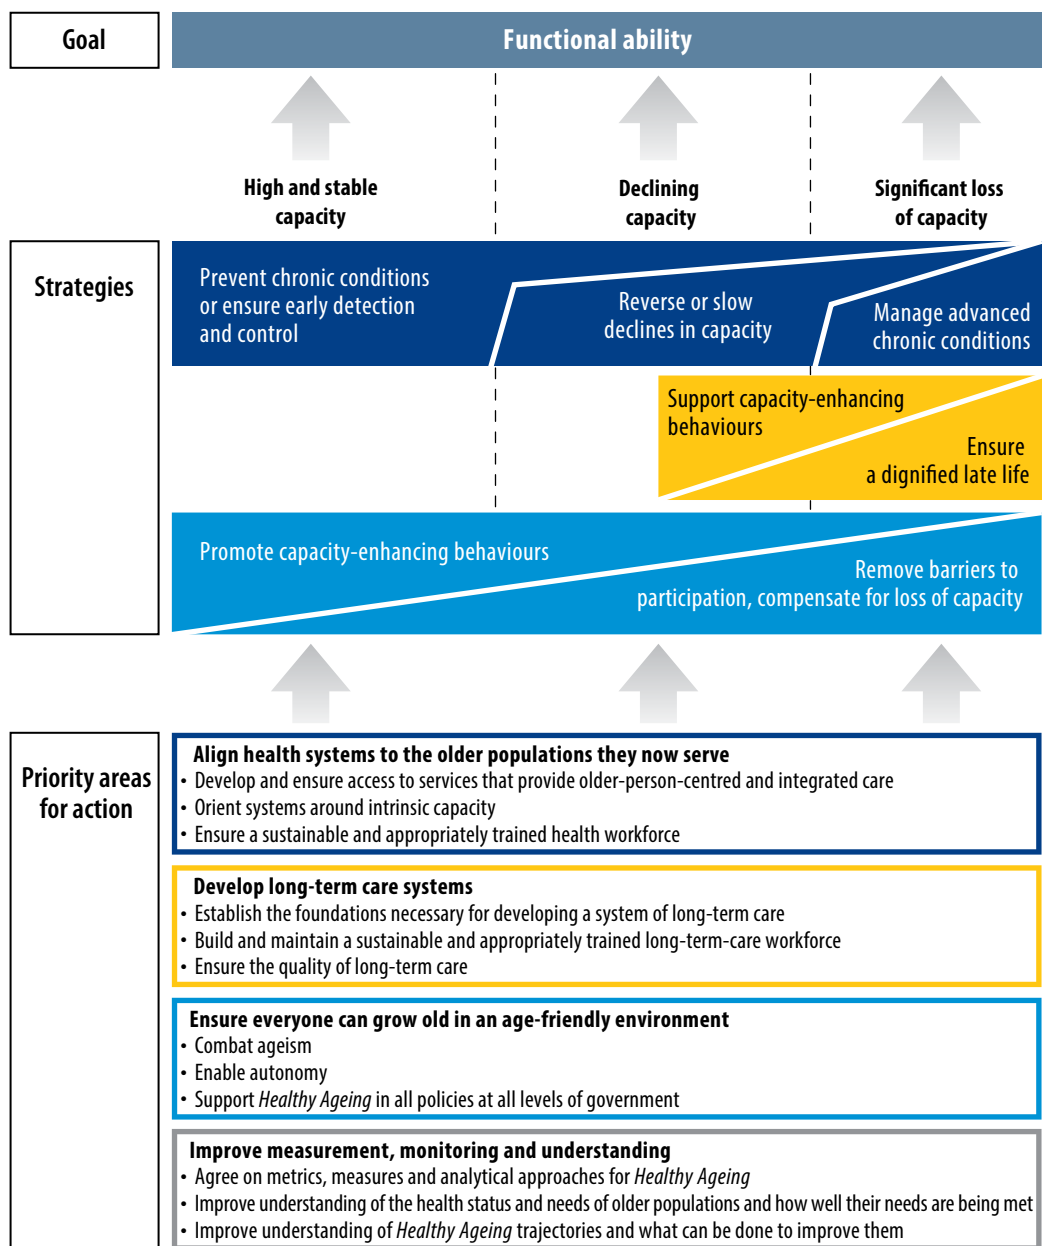 Goal
Functional ability
High and stable
capacity
Declining
capacity
Significant loss
of capacity
Strategies
Prevent chronic conditions
or ensure early detection
and control
Reverse or slow
declines in capacity
Manage advanced
chronic conditions
Support capacity-enhancing
behaviours
Ensure
a dignified late life
Promote capacity-enhancing behaviours
Remove barriers to
participation, compensate for loss of capacity
Priority areas
for action
Align health systems to the older populations they now serve
• Develop and ensure access to services that provide older-person-centred and integrated care
• Orient systems around intrinsic capacity
• Ensure a sustainable and appropriately trained health workforce
Develop long-term care systems
• Establish the foundations necessary for developing a system of long-term care
• Build and maintain a sustainable and appropriately trained long-term-care workforce
• Ensure the quality of long-term care
Ensure everyone can grow old in an age-friendly environment
• Combat ageism
• Enable autonomy
• Support Healthy Ageing in all policies at all levels of government
Improve measurement, monitoring and understanding
• Agree on metrics, measures and analytical approaches for Healthy Ageing
• Improve understanding of the health status and needs of older populations and how well their needs are being met
• Improve understanding of Healthy Ageing trajectories and what can be done to improve them